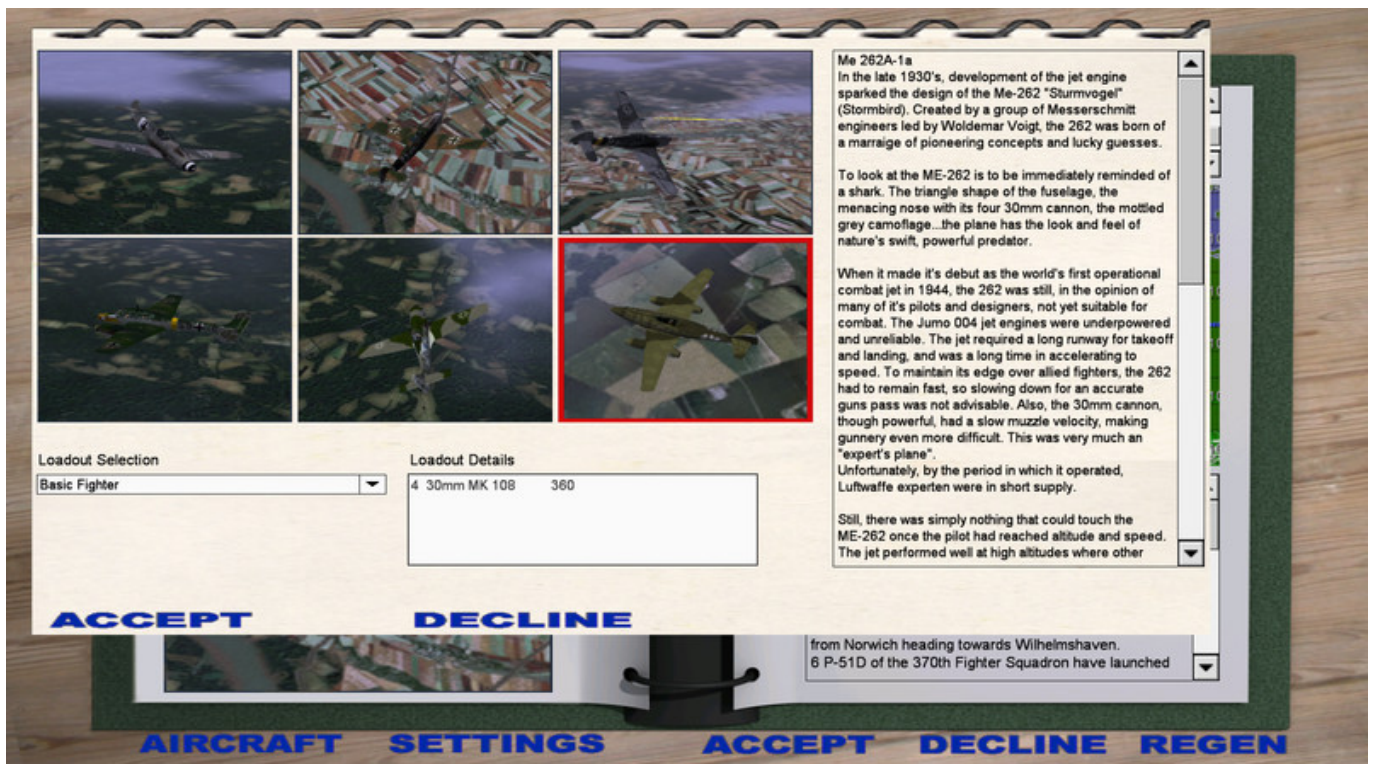 Me 262A-1a
In the late 1930's, development of the jet engine
sparked the design of the Me-262 "Sturmvogel"
(Stormbird). Created by a group of Messerschmitt
engineers led by Woldemar Voigt, the 262 was born of
a marraige of pioneering concepts and lucky guesses.
To look at the ME-262 is to be immediately reminded of
a shark. The triangle shape of the fuselage, the
menacing nose with its four 30mm cannon, the mottled
grey camoflage...the plane has the look and feel of
nature's swift, powerful predator.
When it made it's debut as the world's first operational
combat jet in 1944, the 262 was still, in the opinion of
many of it's pilots and designers, not yet suitable for
combat. The Jumo 004 jet engines were underpowered
and unreliable. The jet required a long runway for takeoff
and landing, and was a long time in accelerating to
speed. To maintain its edge over allied fighters, the 262
had to remain fast, so slowing down for an accurate
guns pass was not advisable. Also, the 30mm cannon,
though powerful, had a slow muzzle velocity, making
gunnery even more difficult. This was very much an
"expert's plane".
Unfortunately, by the period in which it operated,
Luftwaffe experten were in short supply.
Still, there was simply nothing that could touch the
ME-262 once the pilot had reached altitude and speed.
The jet performed well at high altitudes where other
Loadout Selection
Basic Fighter
Loadout Details
4 30mm MK 108 360
ACCEPT DECLINE
from Norwich heading towards Wilhelmshaven.
6 P-51D of the 370th Fighter Squadron have launched
AIRCRAFT SETTINGS ACCEPT DECLINE REGEN